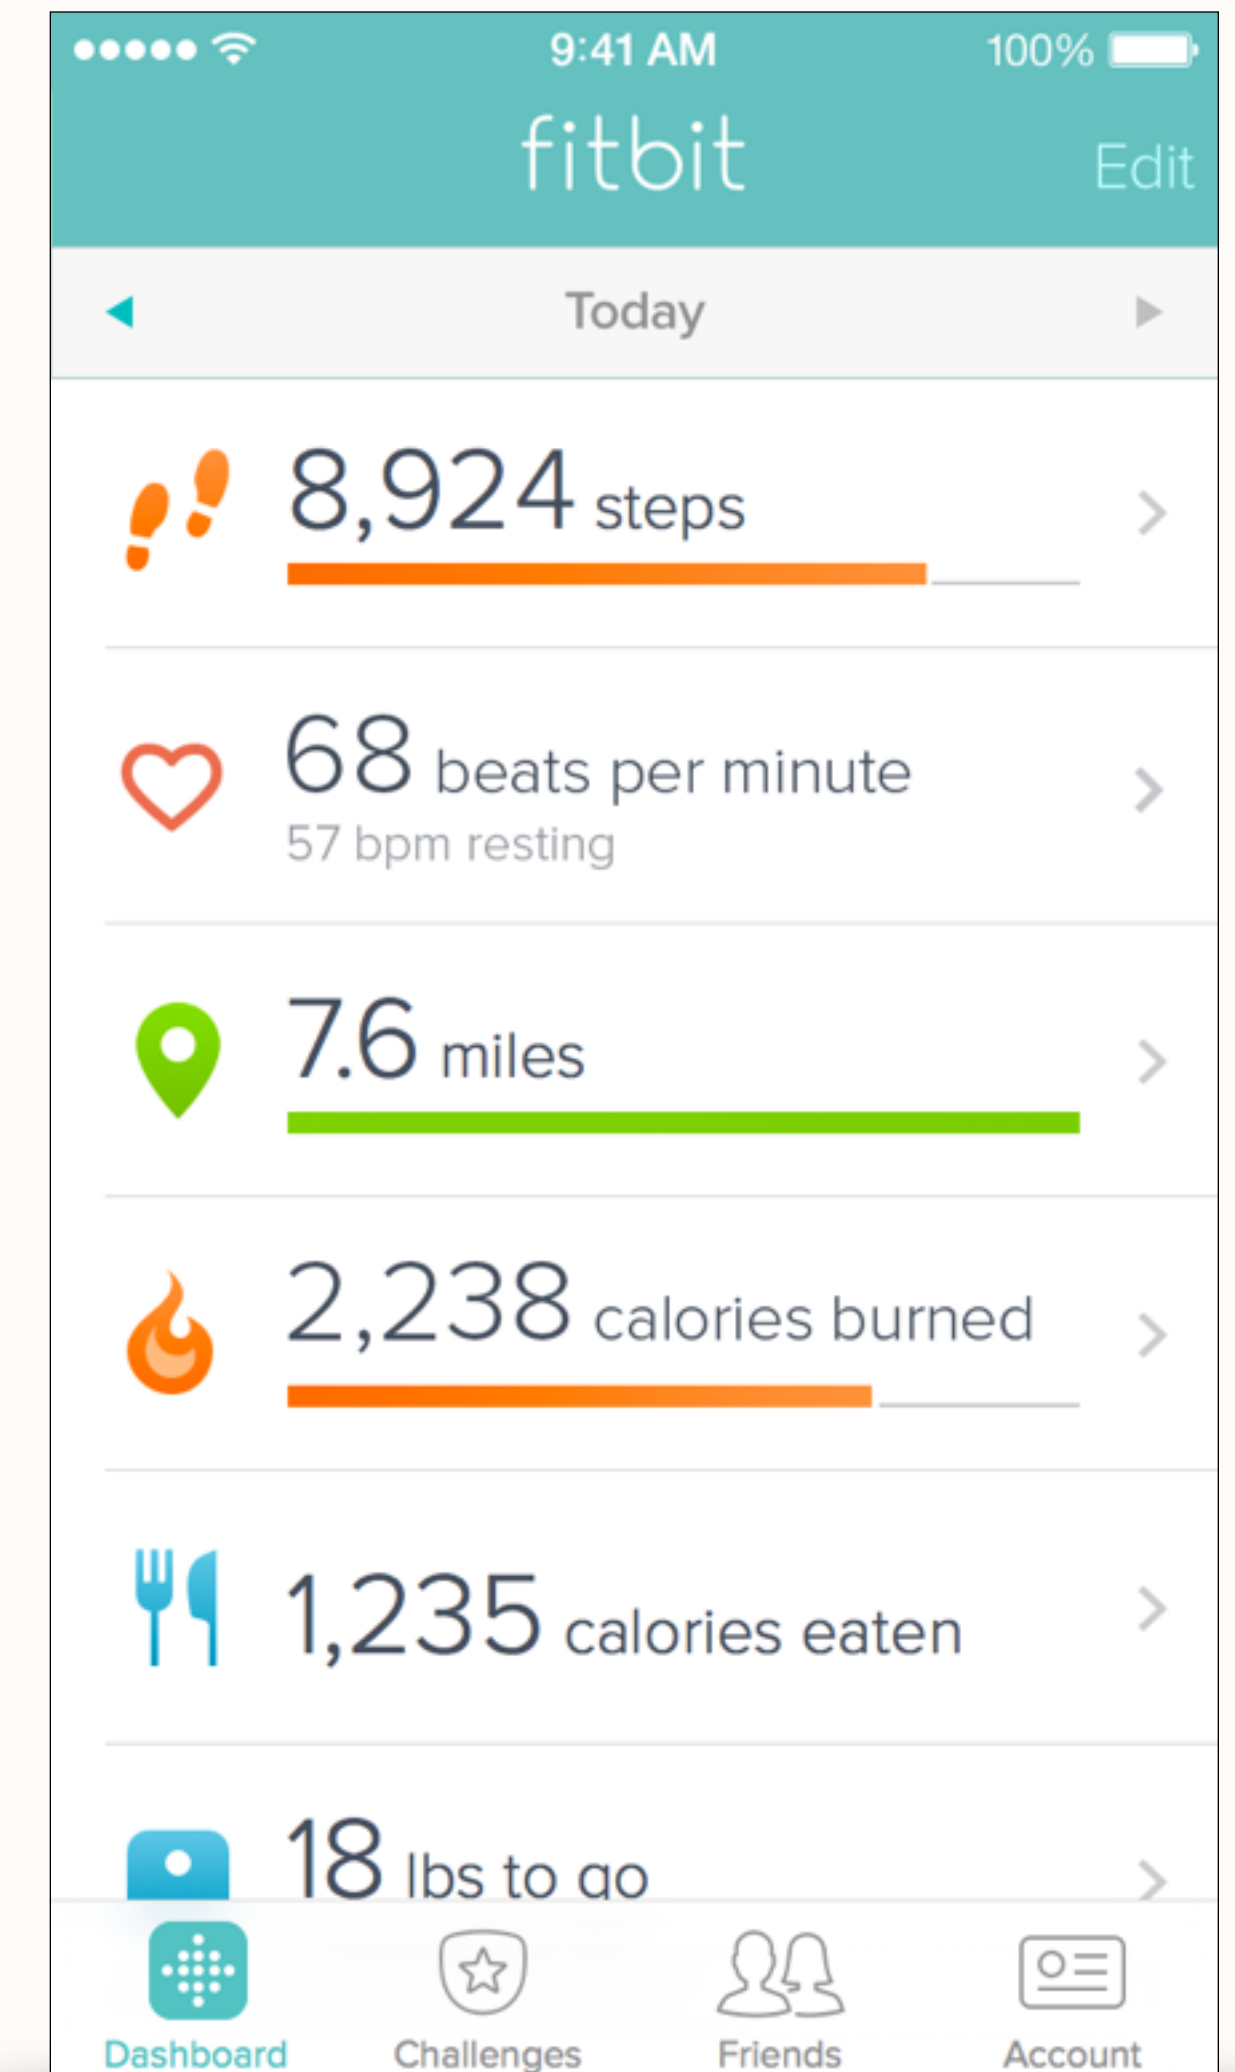 9:41 AM 100%
fitbit
Edit
Today
8,924 steps
68 beats per minute
57 bpm resting
7.6 miles
2,238 calories burned
1,235 calories eaten
18 lbs to go
Dashboard Challenges Friends Account